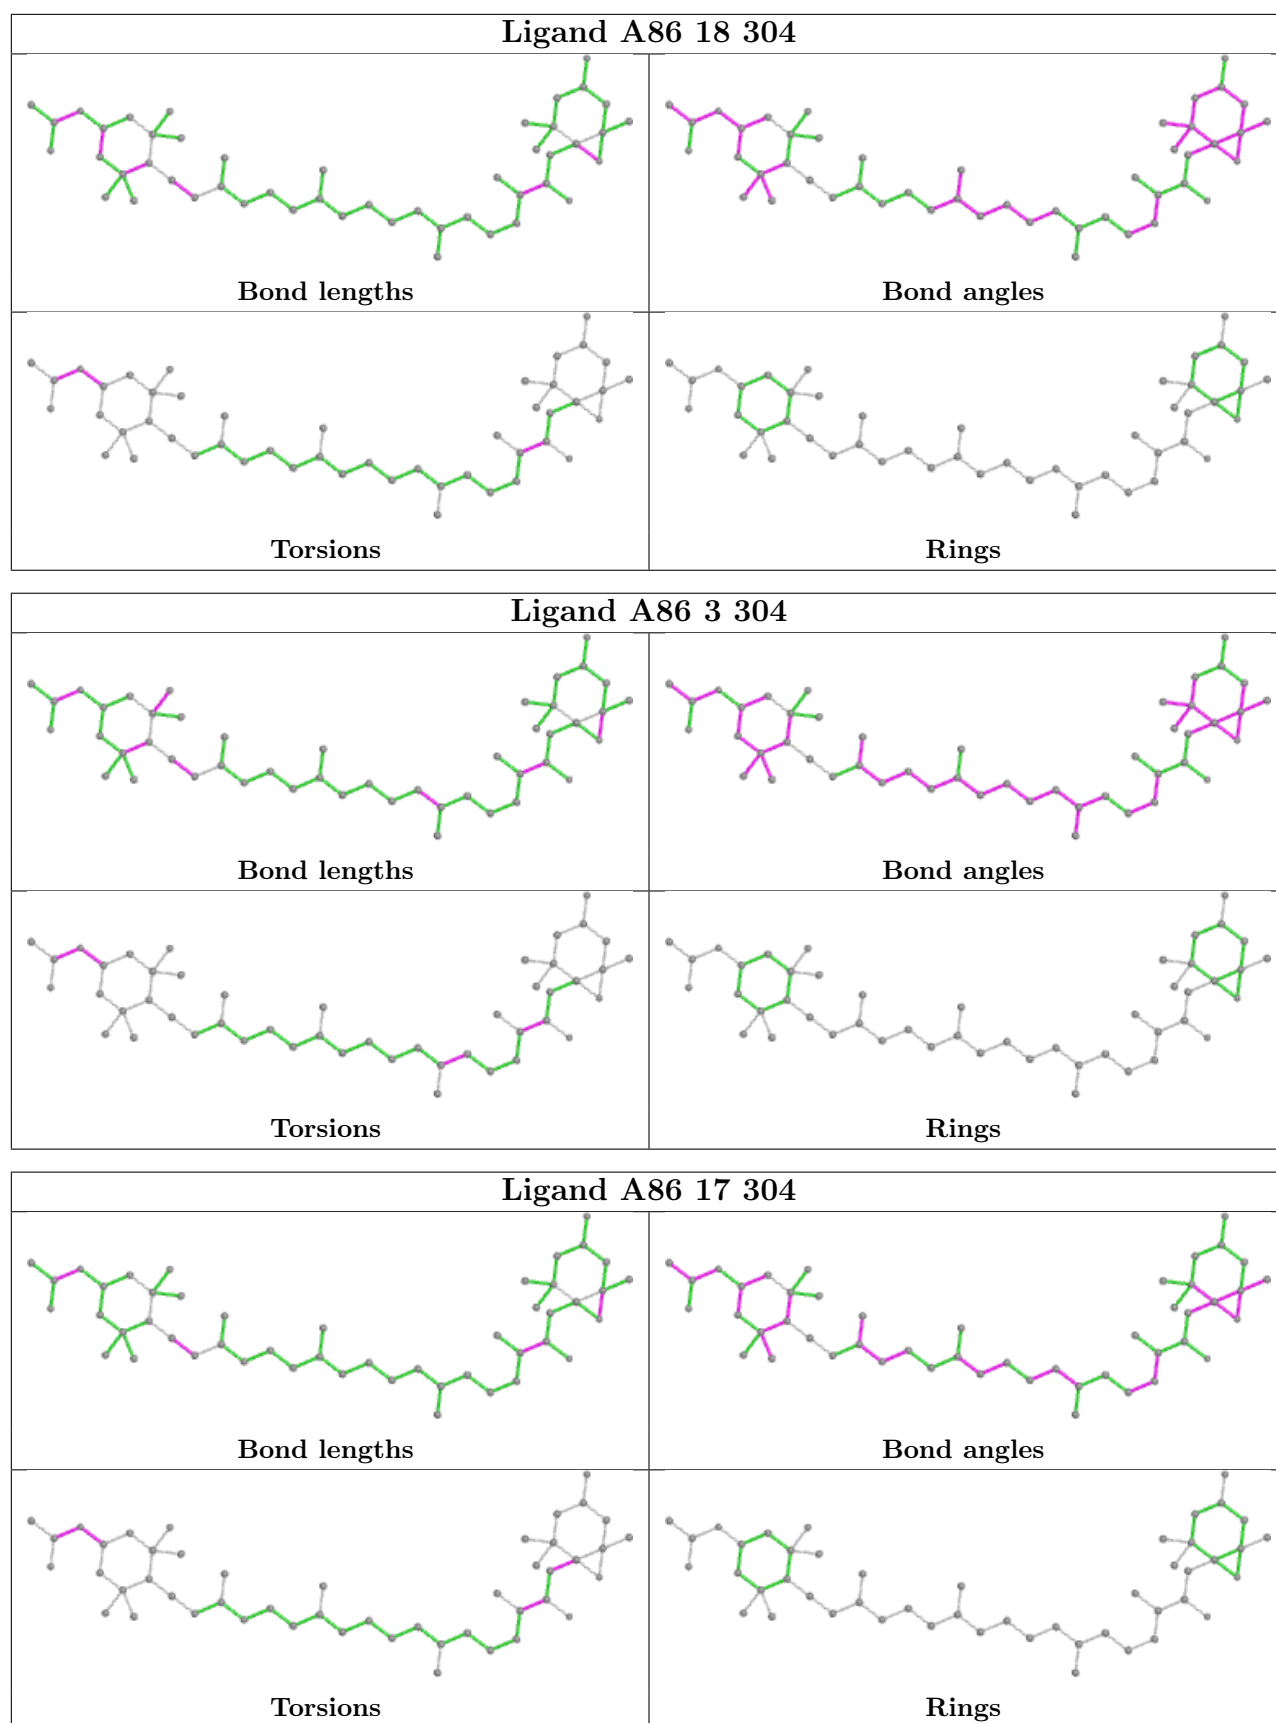 Ligand A86 18 304
Bond lengths
Bond angles
Torsions
Rings
Ligand A86 3 304
Bond lengths
Bond angles
Torsions
Rings
Ligand A86 17 304
Bond lengths
Bond angles
Torsions
Rings